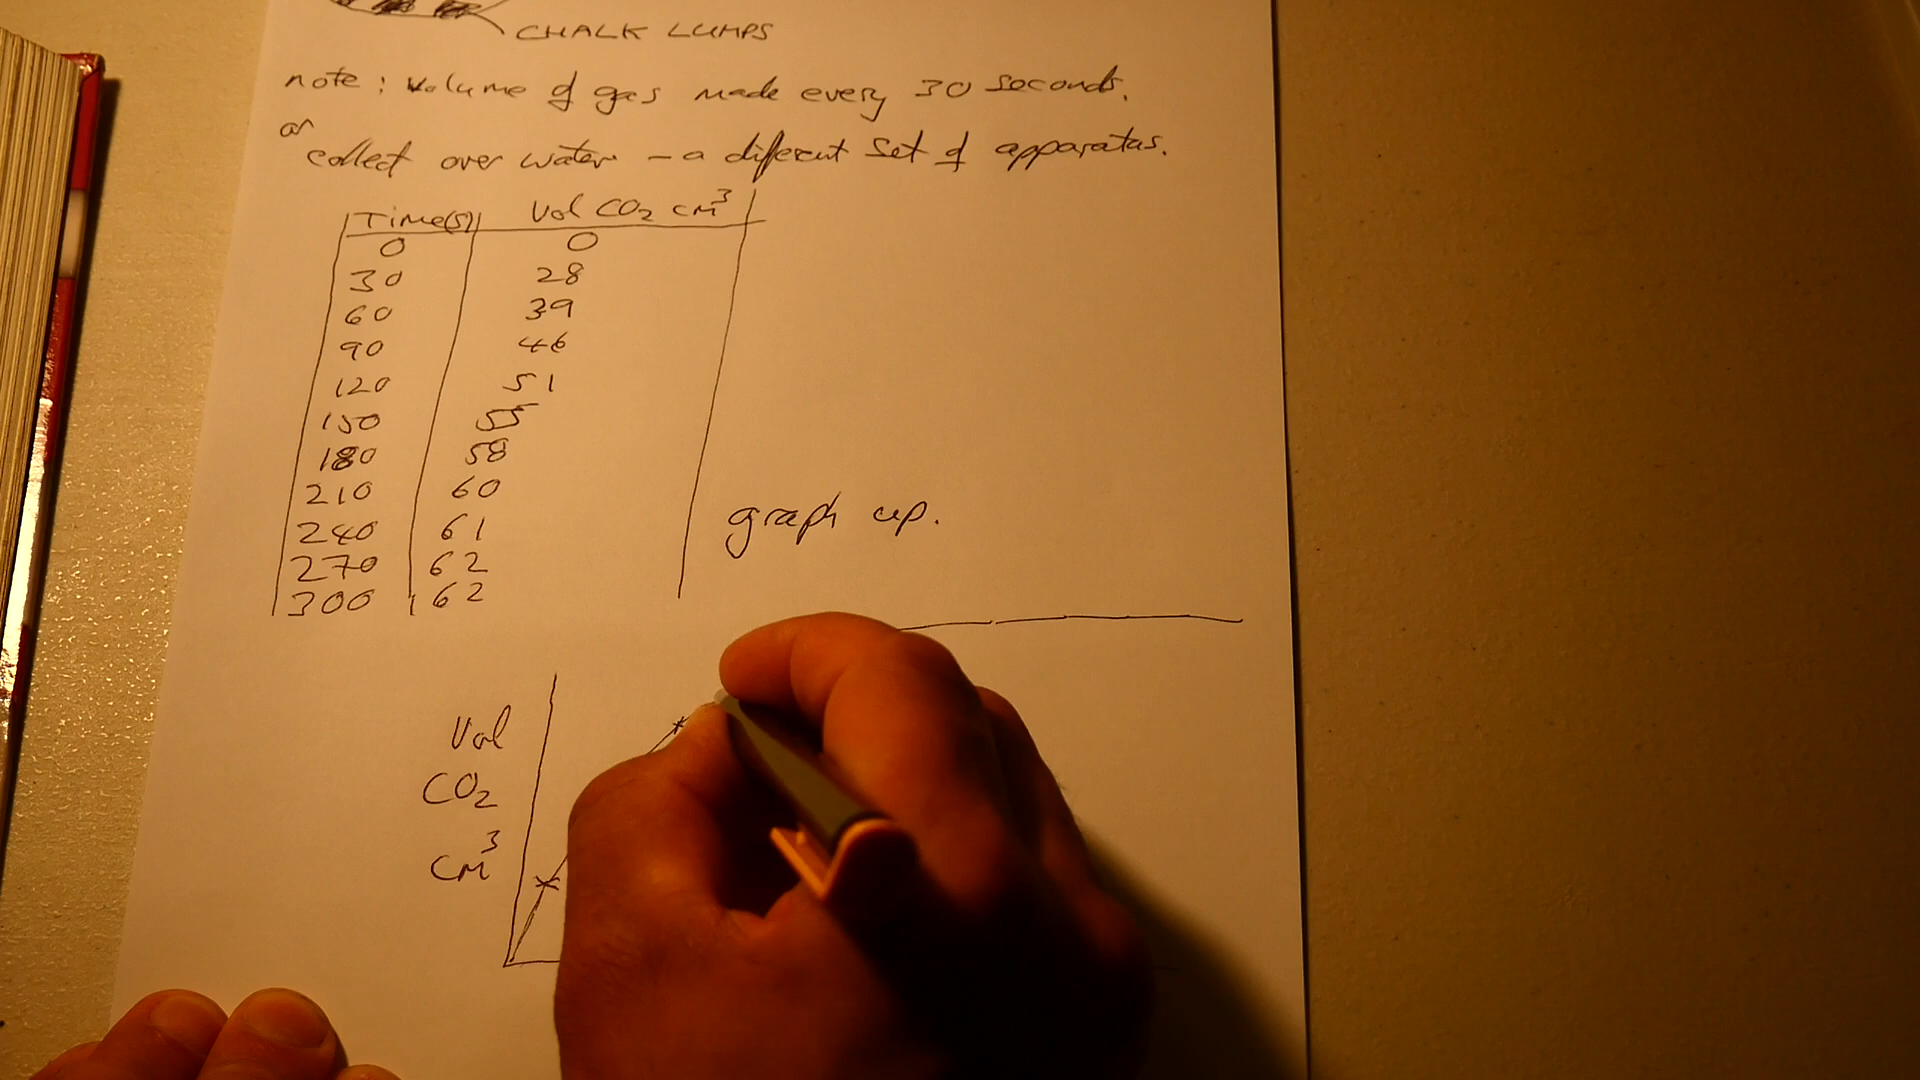 CHALK LUMPS
note: volume of gas made every 30 seconds.
or
collect over water - a different set of apparatus.
Time(s) Vol CO2 cm3
0 0
30 28
60 39
90 46
120 51
150 55
180 58
210 60
240 61
270 62
300 62
graph up.
Vol
CO2
cm3